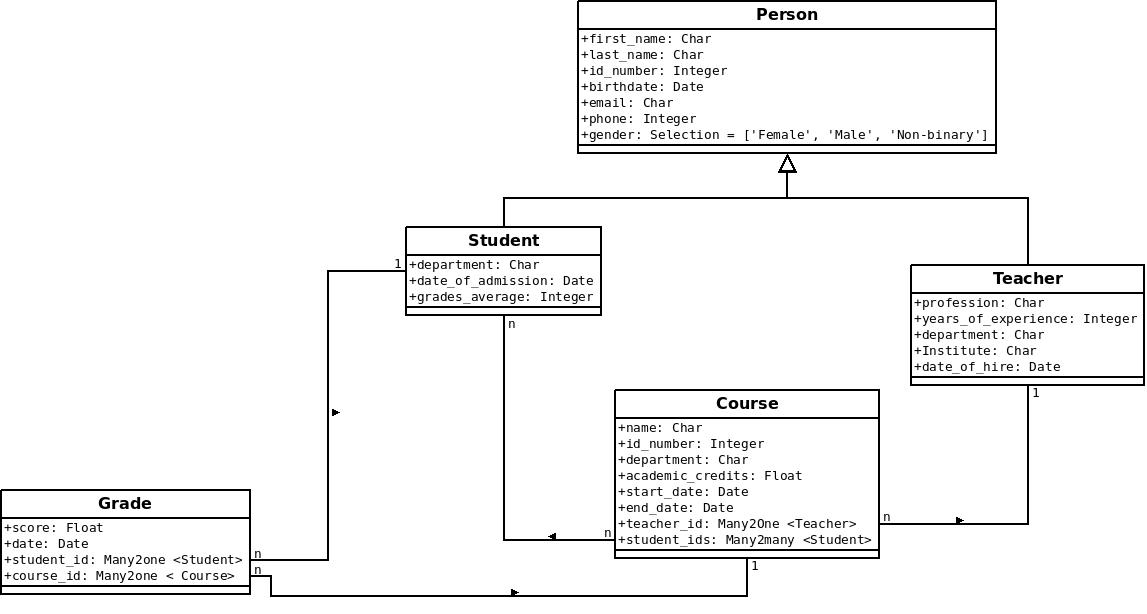 Person
+first_name: Char
+last_name: Char
+id_number: Integer
+birthdate: Date
+email: Char
+phone: Integer
+gender: Selection = ['Female', 'Male', 'Non-binary']
Student
1
+department: Char
+date_of_admission: Date
+grades_average: Integer
n
Teacher
+profession: Char
+years_of_experience: Integer
+department: Char
+Institute: Char
+date_of_hire: Date
1
Course
+name: Char
+id_number: Integer
+department: Char
+academic_credits: Float
+start_date: Date
+end_date: Date
+teacher_id: Many2One <Teacher>
+student_ids: Many2many <Student>
n
n
1
Grade
+score: Float
+date: Date
+student_id: Many2one <Student>
+course_id: Many2one < Course>
n
n